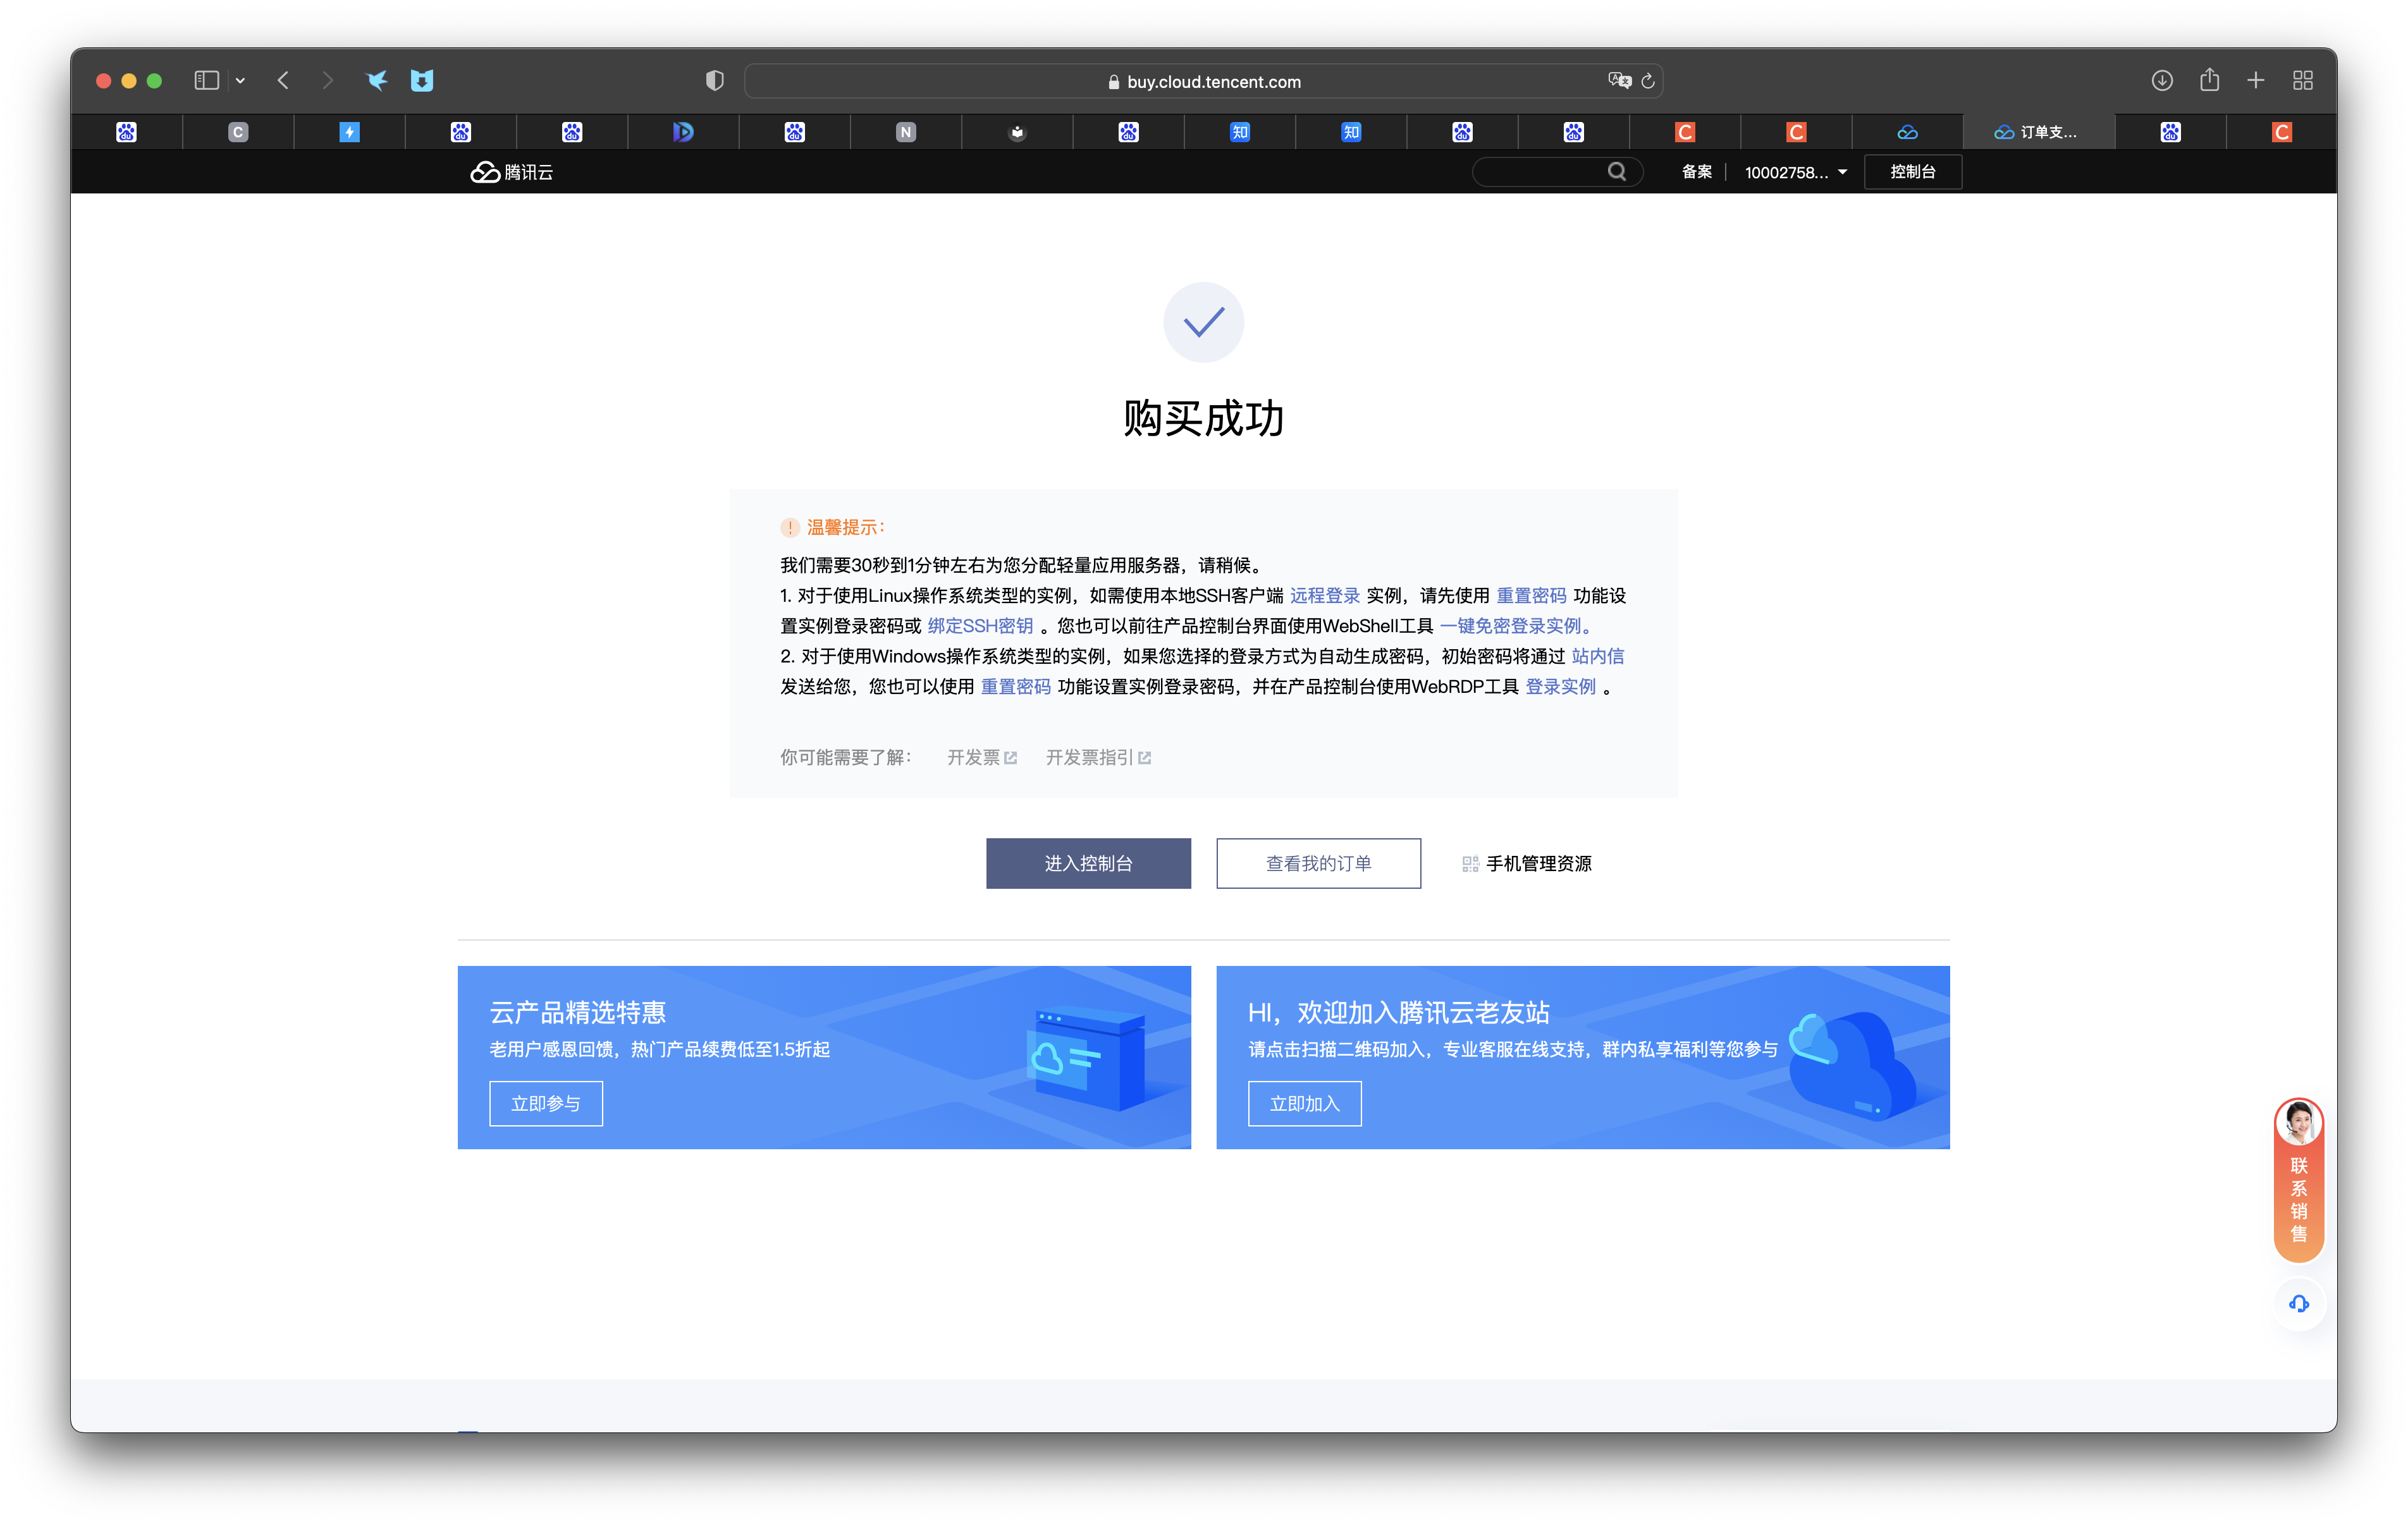 buy.cloud.tencent.com
订单支...
腾讯云
备案
10002758...
控制台
购买成功
温馨提示：
我们需要30秒到1分钟左右为您分配轻量应用服务器，请稍候。
1. 对于使用Linux操作系统类型的实例，如需使用本地SSH客户端 远程登录 实例，请先使用 重置密码 功能设
置实例登录密码或 绑定SSH密钥 。您也可以前往产品控制台界面使用WebShell工具 一键免密登录实例。
2. 对于使用Windows操作系统类型的实例，如果您选择的登录方式为自动生成密码，初始密码将通过 站内信
发送给您，您也可以使用 重置密码 功能设置实例登录密码，并在产品控制台使用WebRDP工具 登录实例 。
你可能需要了解： 开发票 开发票指引
进入控制台
查看我的订单
手机管理资源
云产品精选特惠
老用户感恩回馈，热门产品续费低至1.5折起
立即参与
HI，欢迎加入腾讯云老友站
请点击扫描二维码加入，专业客服在线支持，群内私享福利等您参与
立即加入
联系销售